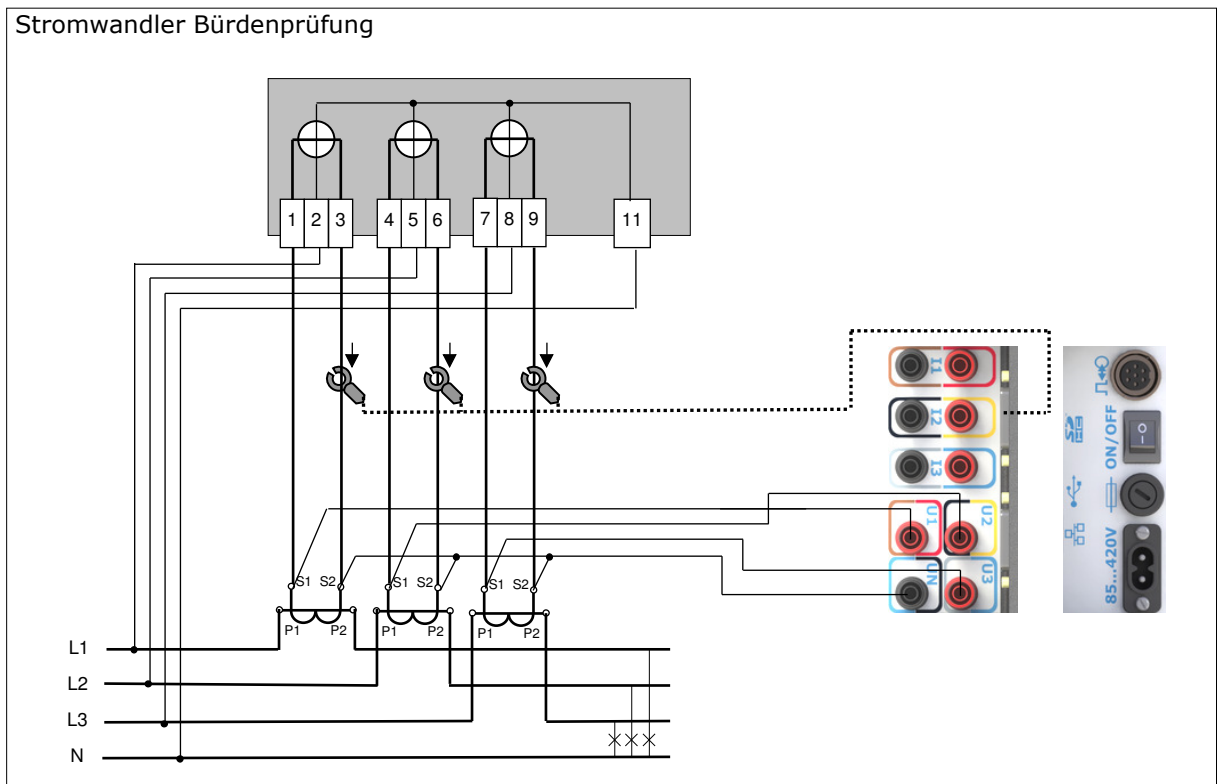 Stromwandler Bürdenprüfung
1 2 3 4 5 6 7 8 9 11
I1
I2
I3
U1 U2
UN U3
ON/OFF
85...420V
S1 S2 S1 S2 S1 S2
P1 P2 P1 P2 P1 P2
L1
L2
L3
N